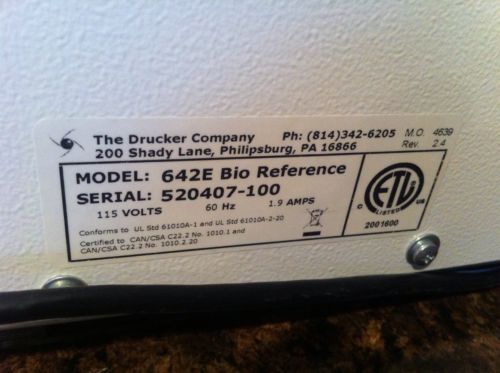 The Drucker Company Ph: (814)342-6205 M.O. 4639
200 Shady Lane, Philipsburg, PA 16866 Rev. 2.4
MODEL: 642E Bio Reference
SERIAL: 520407-100
115 VOLTS 60 Hz 1.9 AMPS
Conforms to UL Std 61010A-1 and UL Std 61010A-2-20
Certified to CAN/CSA C22.2 No. 1010.1 and
CAN/CSA C22.2 No. 1010.2.20
ETL
C LISTED US
2001600